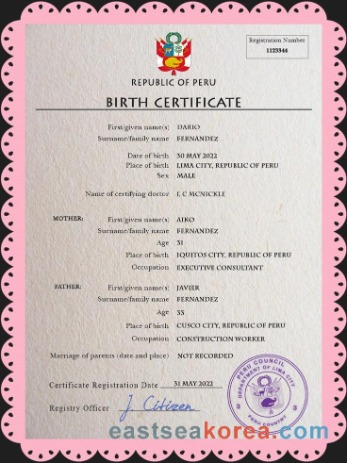 Registration Number
1123344
REPUBLIC OF PERU
BIRTH CERTIFICATE
First/given name(s) DARIO
Surname/family name FERNANDEZ
Date of birth 30 MAY 2022
Place of birth LIMA CITY, REPUBLIC OF PERU
Sex MALE
Name of certifying doctor L C MCNICKLE
MOTHER: First/given name(s) AIKO
Surname/family name FERNANDEZ
Age 31
Place of birth IQUITOS CITY, REPUBLIC OF PERU
Occupation EXECUTIVE CONSULTANT
FATHER: First/given name(s) JAVIER
Surname/family name FERNANDEZ
Age 33
Place of birth CUSCO CITY, REPUBLIC OF PERU
Occupation CONSTRUCTION WORKER
Marriage of parents (date and place) NOT RECORDED
Certificate Registration Date 31 MAY 2022
Registry Officer J. Citizen
PERU COUNCIL
DEPARTMENT OF LIMA CITY
PERU COUNTRY
eastseakorea.com